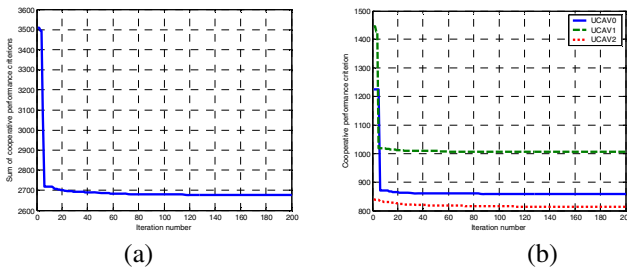 3600
3500
3400
3300
3200
3100
3000
2900
2800
2700
2600
Sum of cooperative performance criterions
0 20 40 60 80 100 120 140 160 180 200
Iteration number
(a)
1500
1400
1300
1200
1100
1000
900
800
Cooperative performance criterion
UCAV0
UCAV1
UCAV2
0 20 40 60 80 100 120 140 160 180 200
Iteration number
(b)